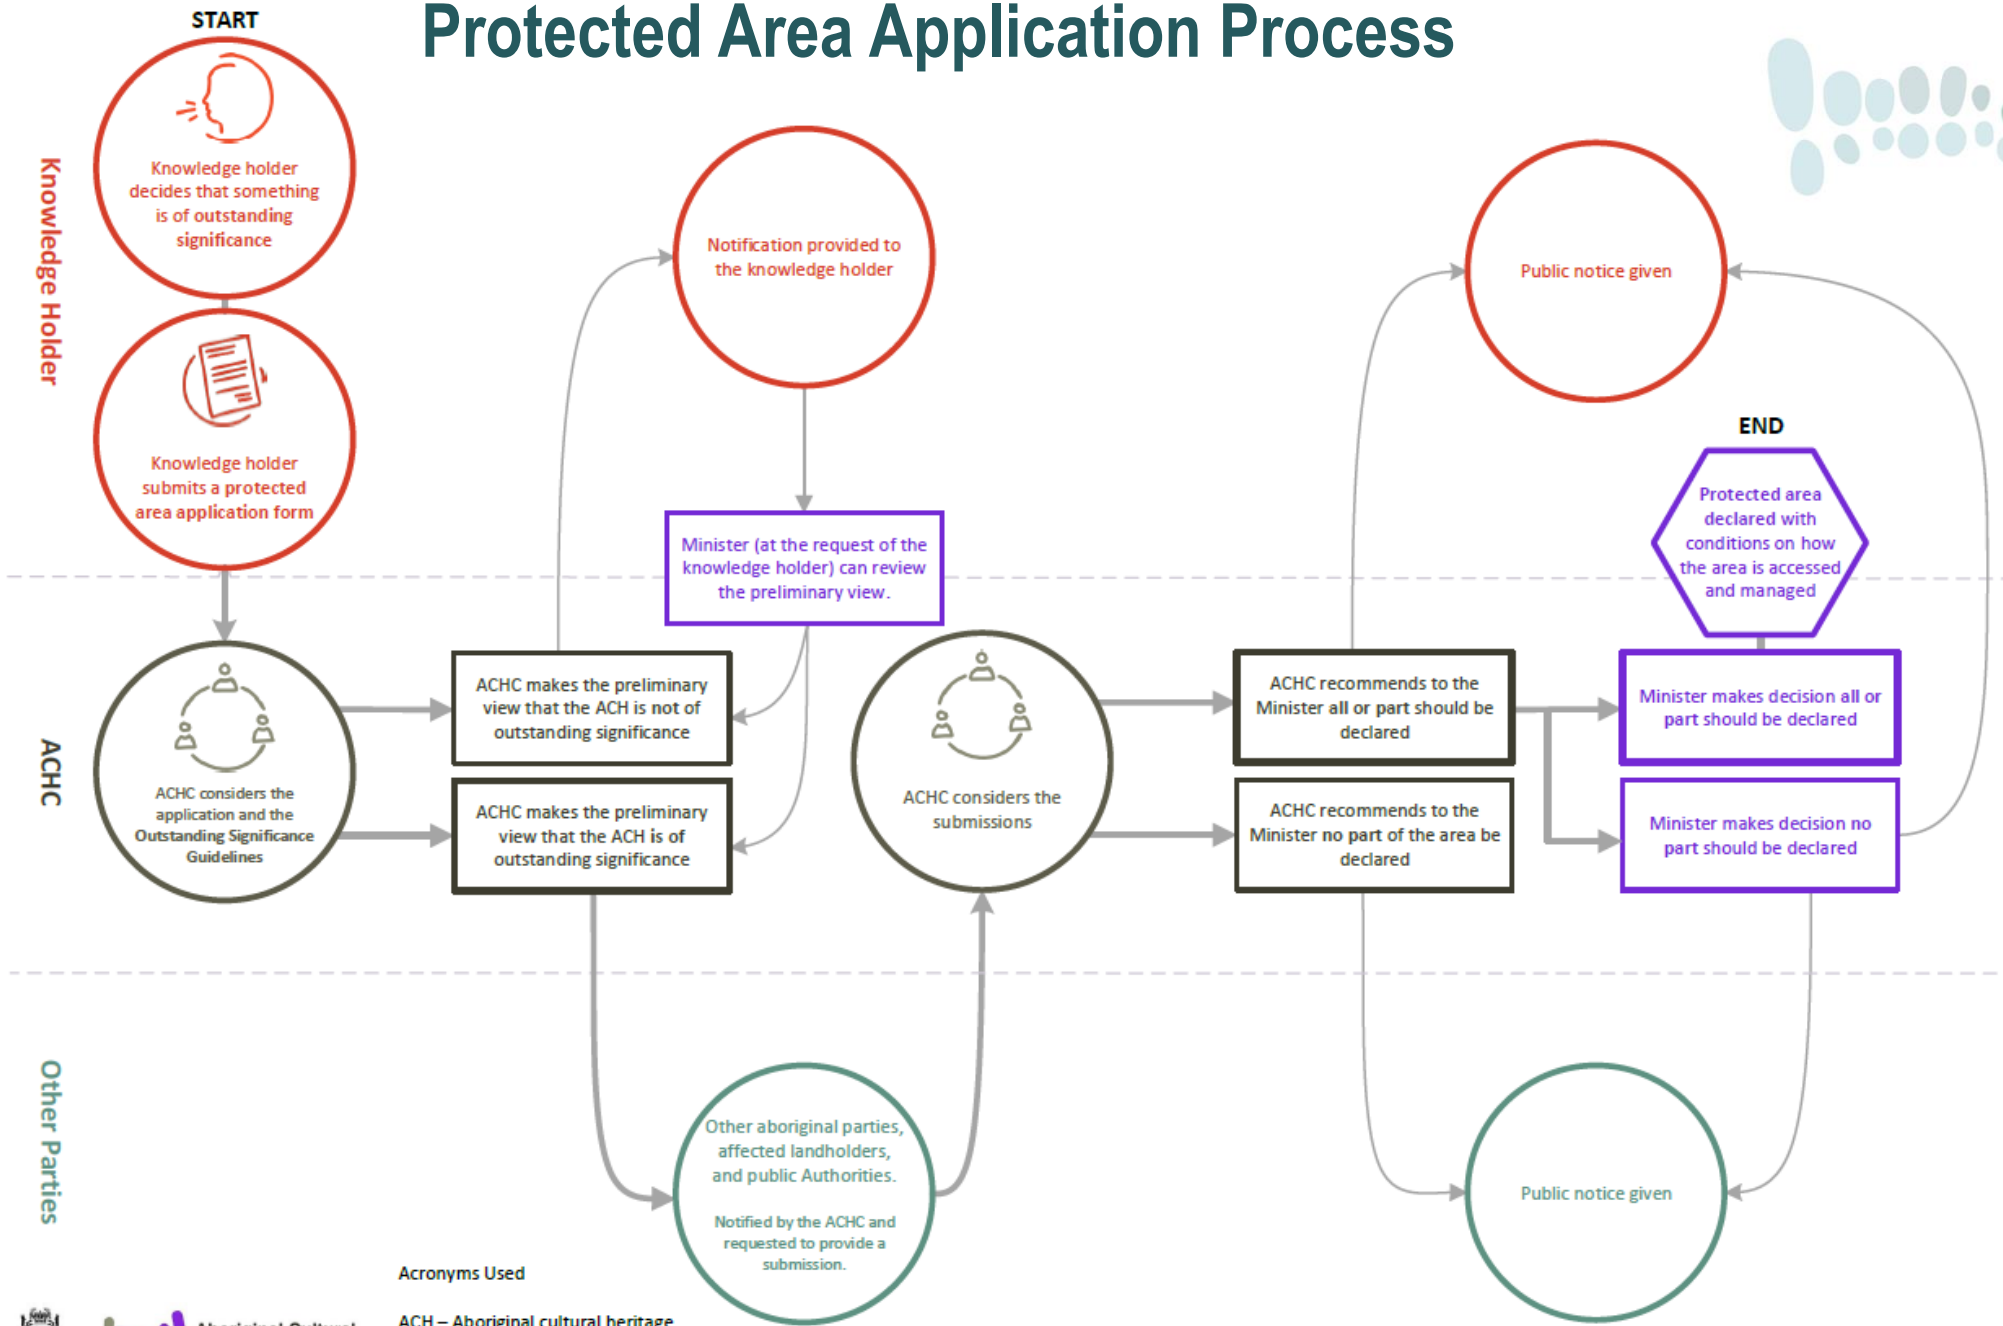 Protected Area Application Process
START
Knowledge Holder
Knowledge holder
decides that something
is of outstanding
significance
Knowledge holder
submits a protected
area application form
Notification provided to
the knowledge holder
Minister (at the request of the
knowledge holder) can review
the preliminary view.
Public notice given
END
Protected area
declared with
conditions on how
the area is accessed
and managed
ACHC
ACHC considers the
application and the
Outstanding Significance
Guidelines
ACHC makes the preliminary
view that the ACH is not of
outstanding significance
ACHC makes the preliminary
view that the ACH is of
outstanding significance
ACHC considers the
submissions
ACHC recommends to the
Minister all or part should be
declared
ACHC recommends to the
Minister no part of the area be
declared
Minister makes decision all or
part should be declared
Minister makes decision no
part should be declared
Other Parties
Other aboriginal parties,
affected landholders,
and public Authorities.
Notified by the ACHC and
requested to provide a
submission.
Public notice given
Acronyms Used
ACH – Aboriginal cultural heritage
Aboriginal Cultural